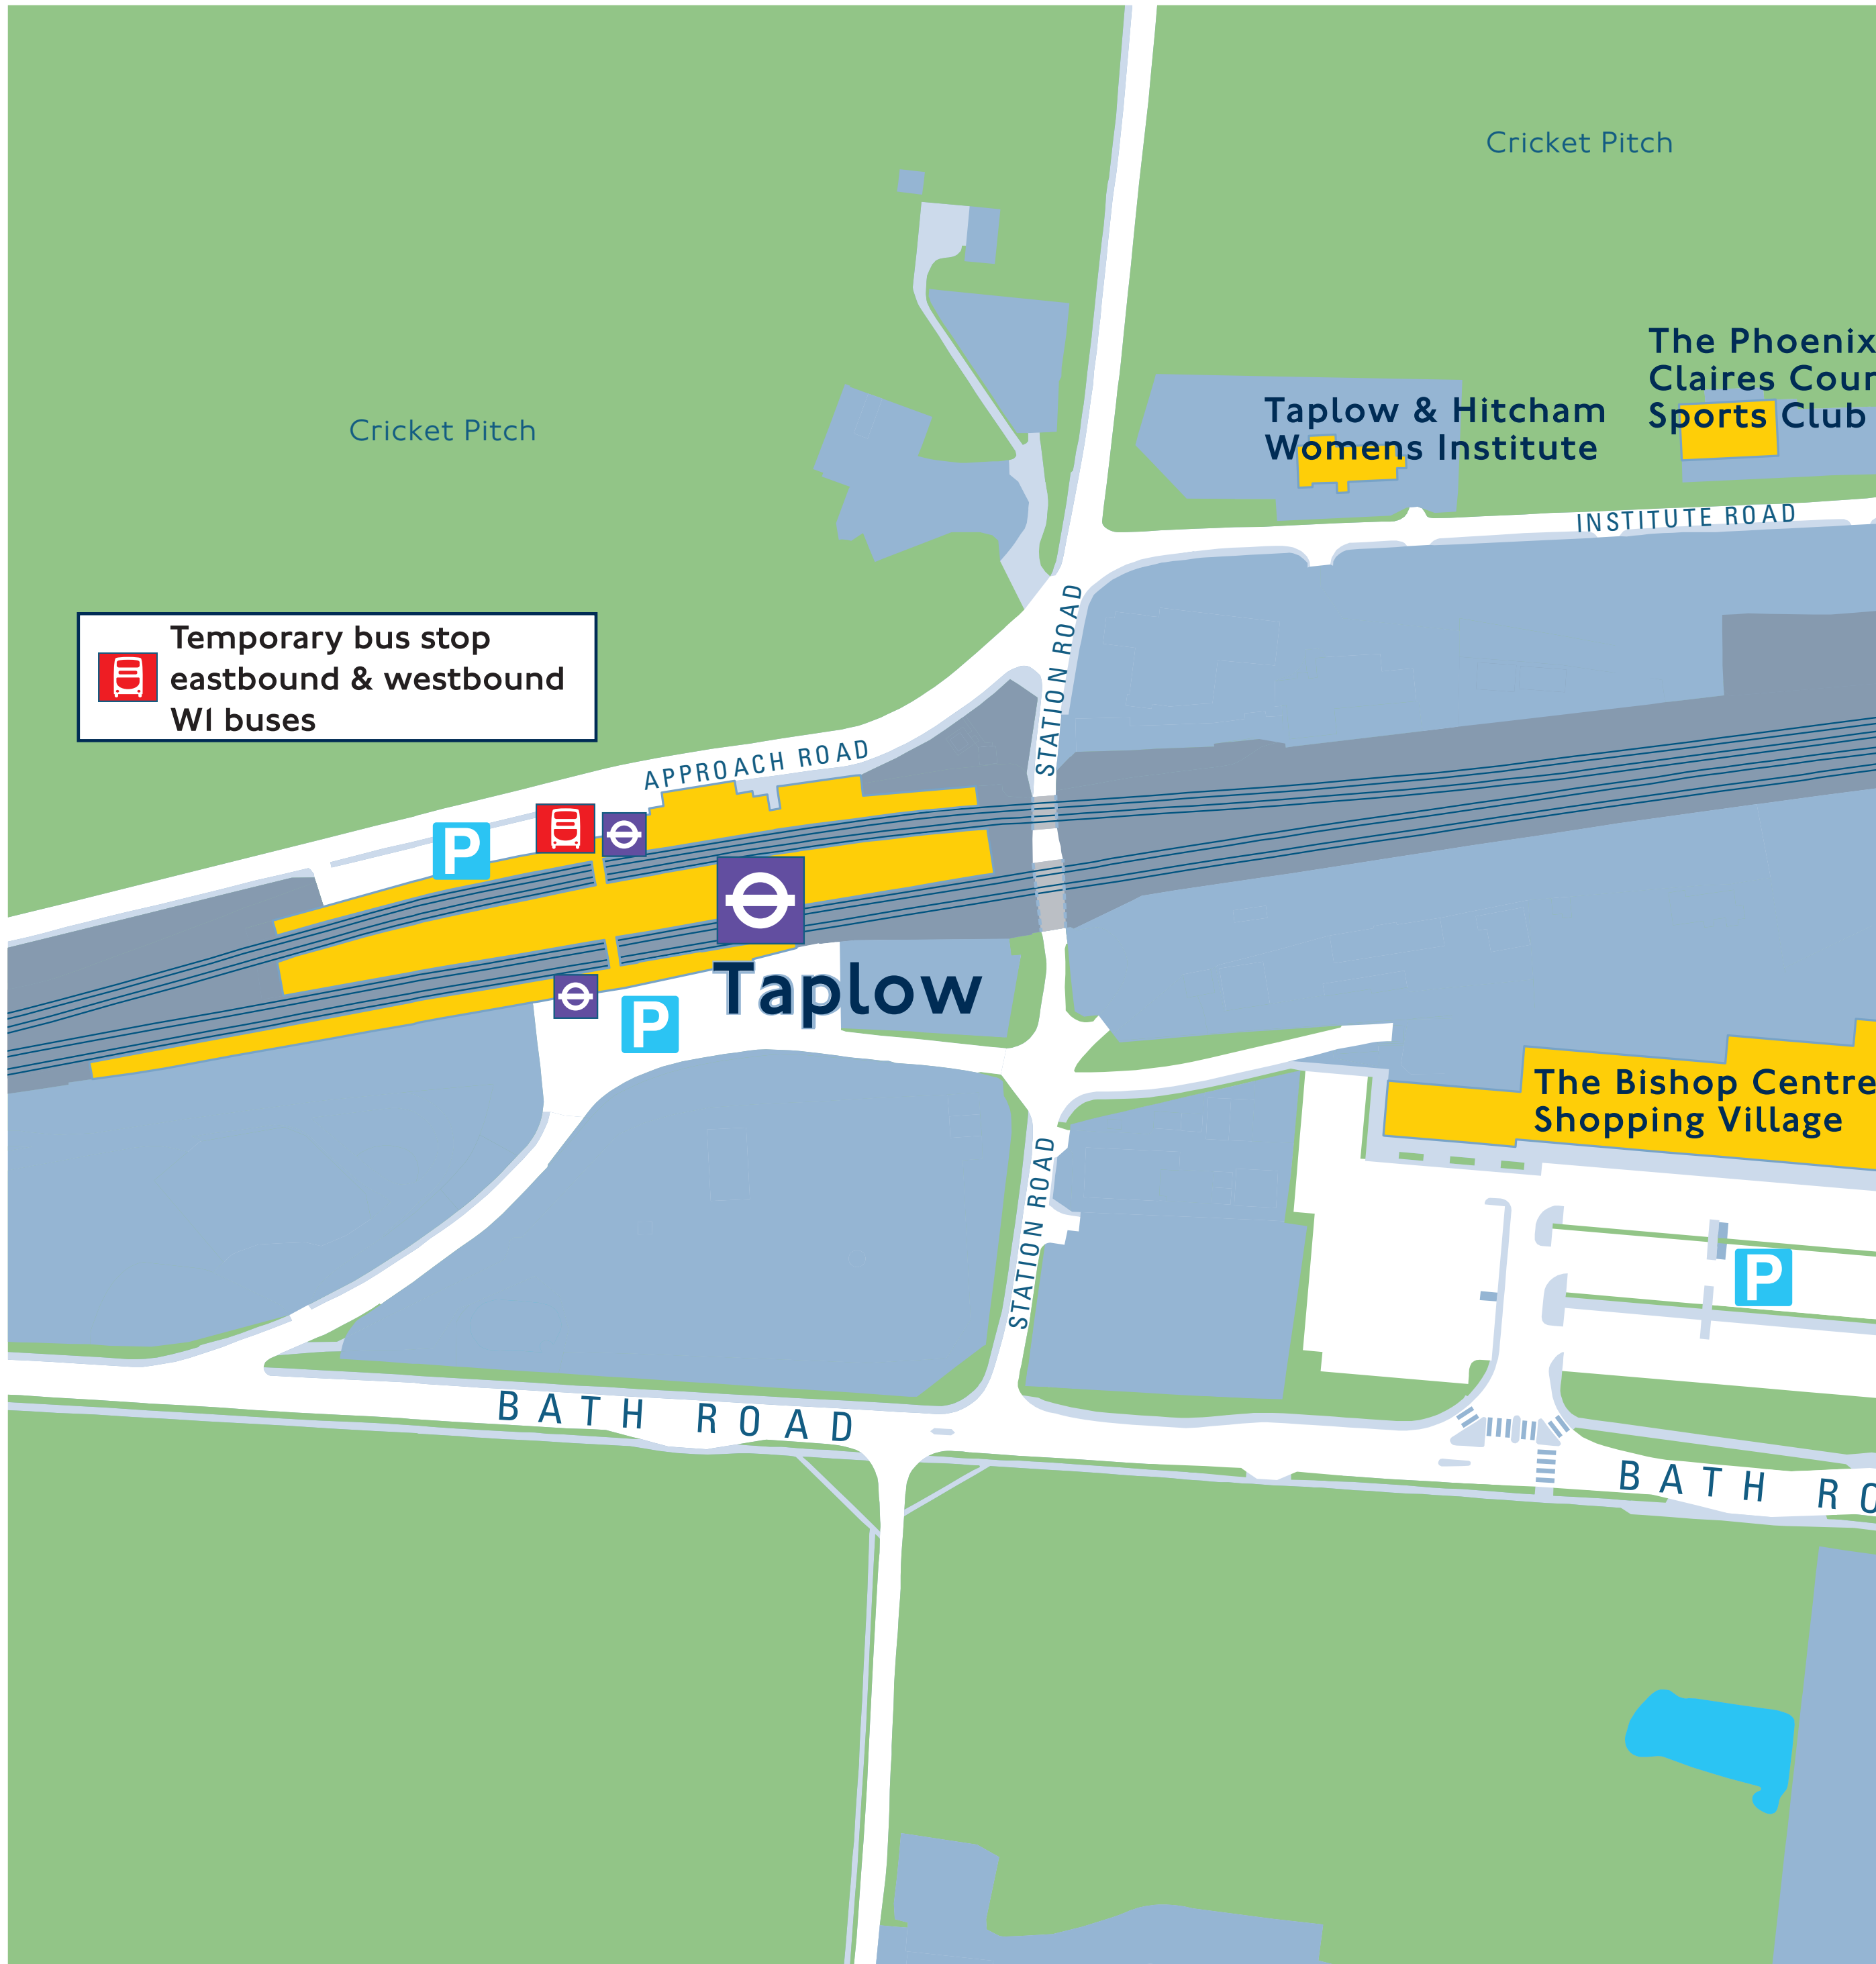 Cricket Pitch
The Phoenix
Claires Cour
Sports Club
Taplow & Hitcham
Womens Institute
Cricket Pitch
INSTITUTE ROAD
Temporary bus stop
eastbound & westbound
W1 buses
STATION ROAD
APPROACH ROAD
P
Taplow
P
The Bishop Centre
Shopping Village
STATION ROAD
P
BATH ROAD
BATH RO